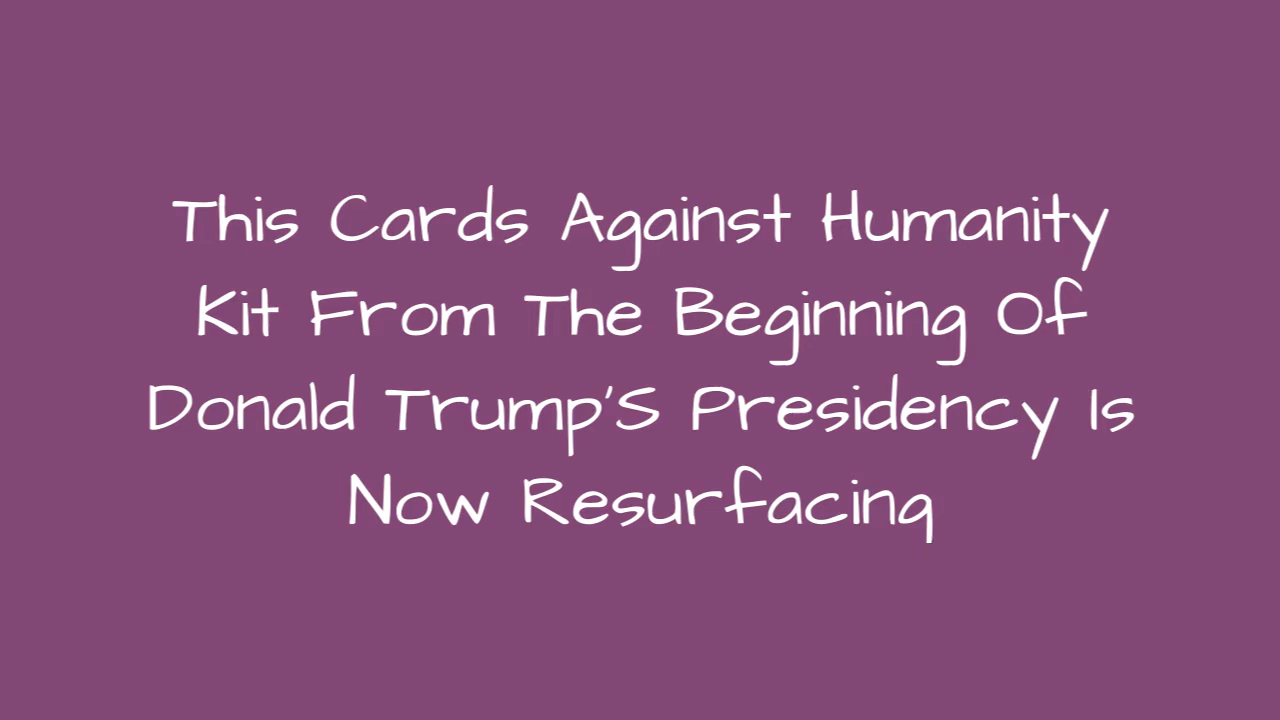 This Cards Against Humanity
Kit From The Beginning Of
Donald Trump'S Presidency Is
Now Resurfacing